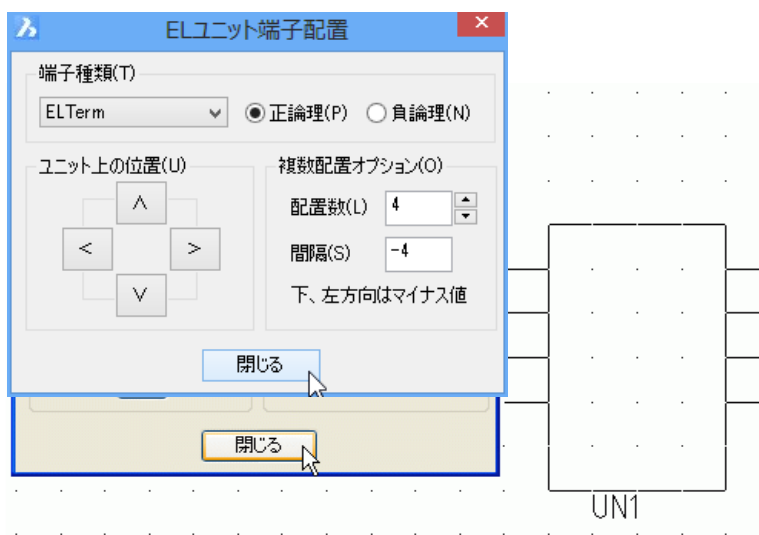 ELユニット端子配置
端子種類(T)
ELTerm 正論理(P) 負論理(N)
ユニット上の位置(U) 複数配置オプション(O)
配置数(L) 4
間隔(S) -4
下、左方向はマイナス値
閉じる
閉じる
UN1